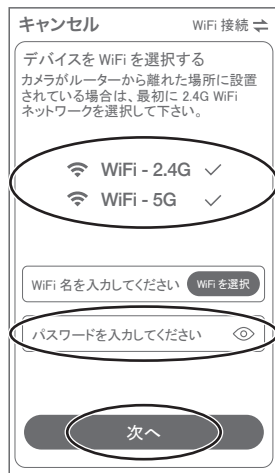 キャンセル WiFi 接続
デバイスを WiFi を選択する
カメラがルーターから離れた場所に設置
されている場合は、最初に 2.4G WiFi
ネットワークを選択して下さい。
WiFi - 2.4G
WiFi - 5G
WiFi 名を入力してください WiFi を選択
パスワードを入力してください
次へ